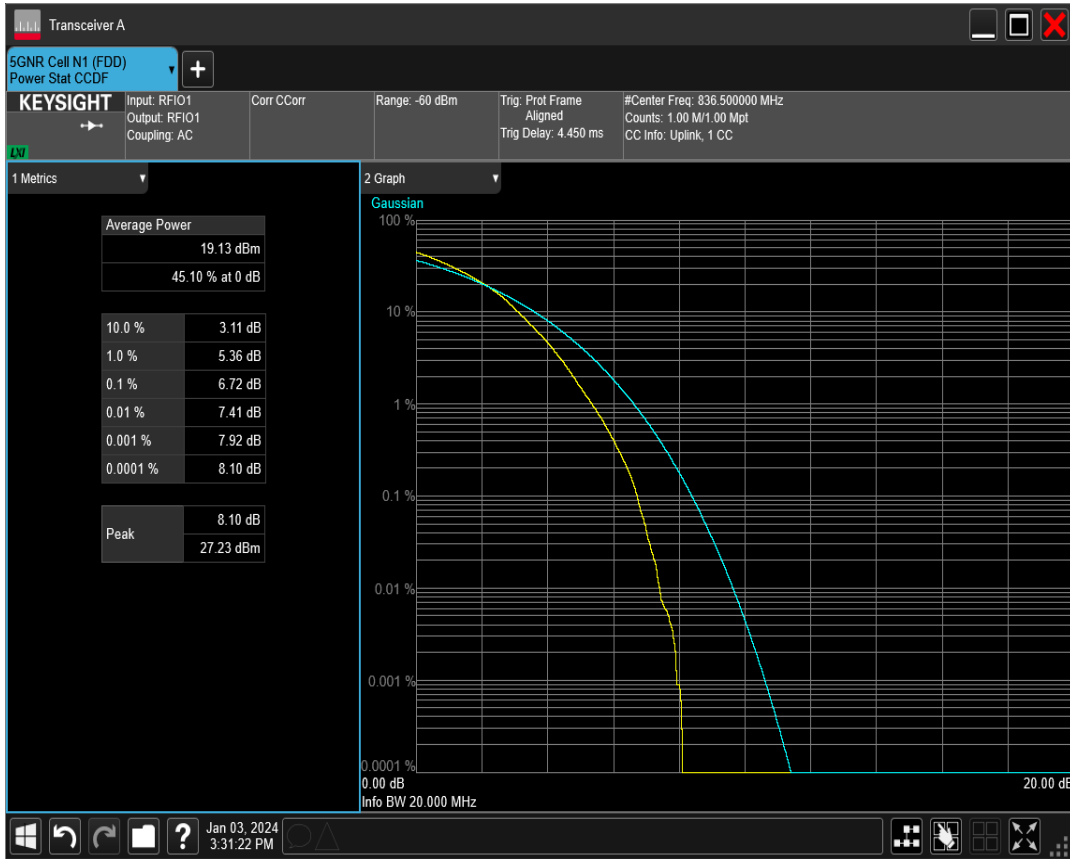 Transceiver A
5GNR Cell N1 (FDD)
Power Stat CCDF
+
KEYSIGHT
LXI
Input: RFIO1
Output: RFIO1
Coupling: AC
Corr CCorr
Range: -60 dBm
Trig: Prot Frame
Aligned
Trig Delay: 4.450 ms
#Center Freq: 836.500000 MHz
Counts: 1.00 M/1.00 Mpt
CC Info: Uplink, 1 CC
1 Metrics
Average Power
19.13 dBm
45.10 % at 0 dB
10.0 % 3.11 dB
1.0 % 5.36 dB
0.1 % 6.72 dB
0.01 % 7.41 dB
0.001 % 7.92 dB
0.0001 % 8.10 dB
Peak
8.10 dB
27.23 dBm
2 Graph
Gaussian
100 %
10 %
1 %
0.1 %
0.01 %
0.001 %
0.0001 %
0.00 dB 20.00 dB
Info BW 20.000 MHz
?
Jan 03, 2024
3:31:22 PM